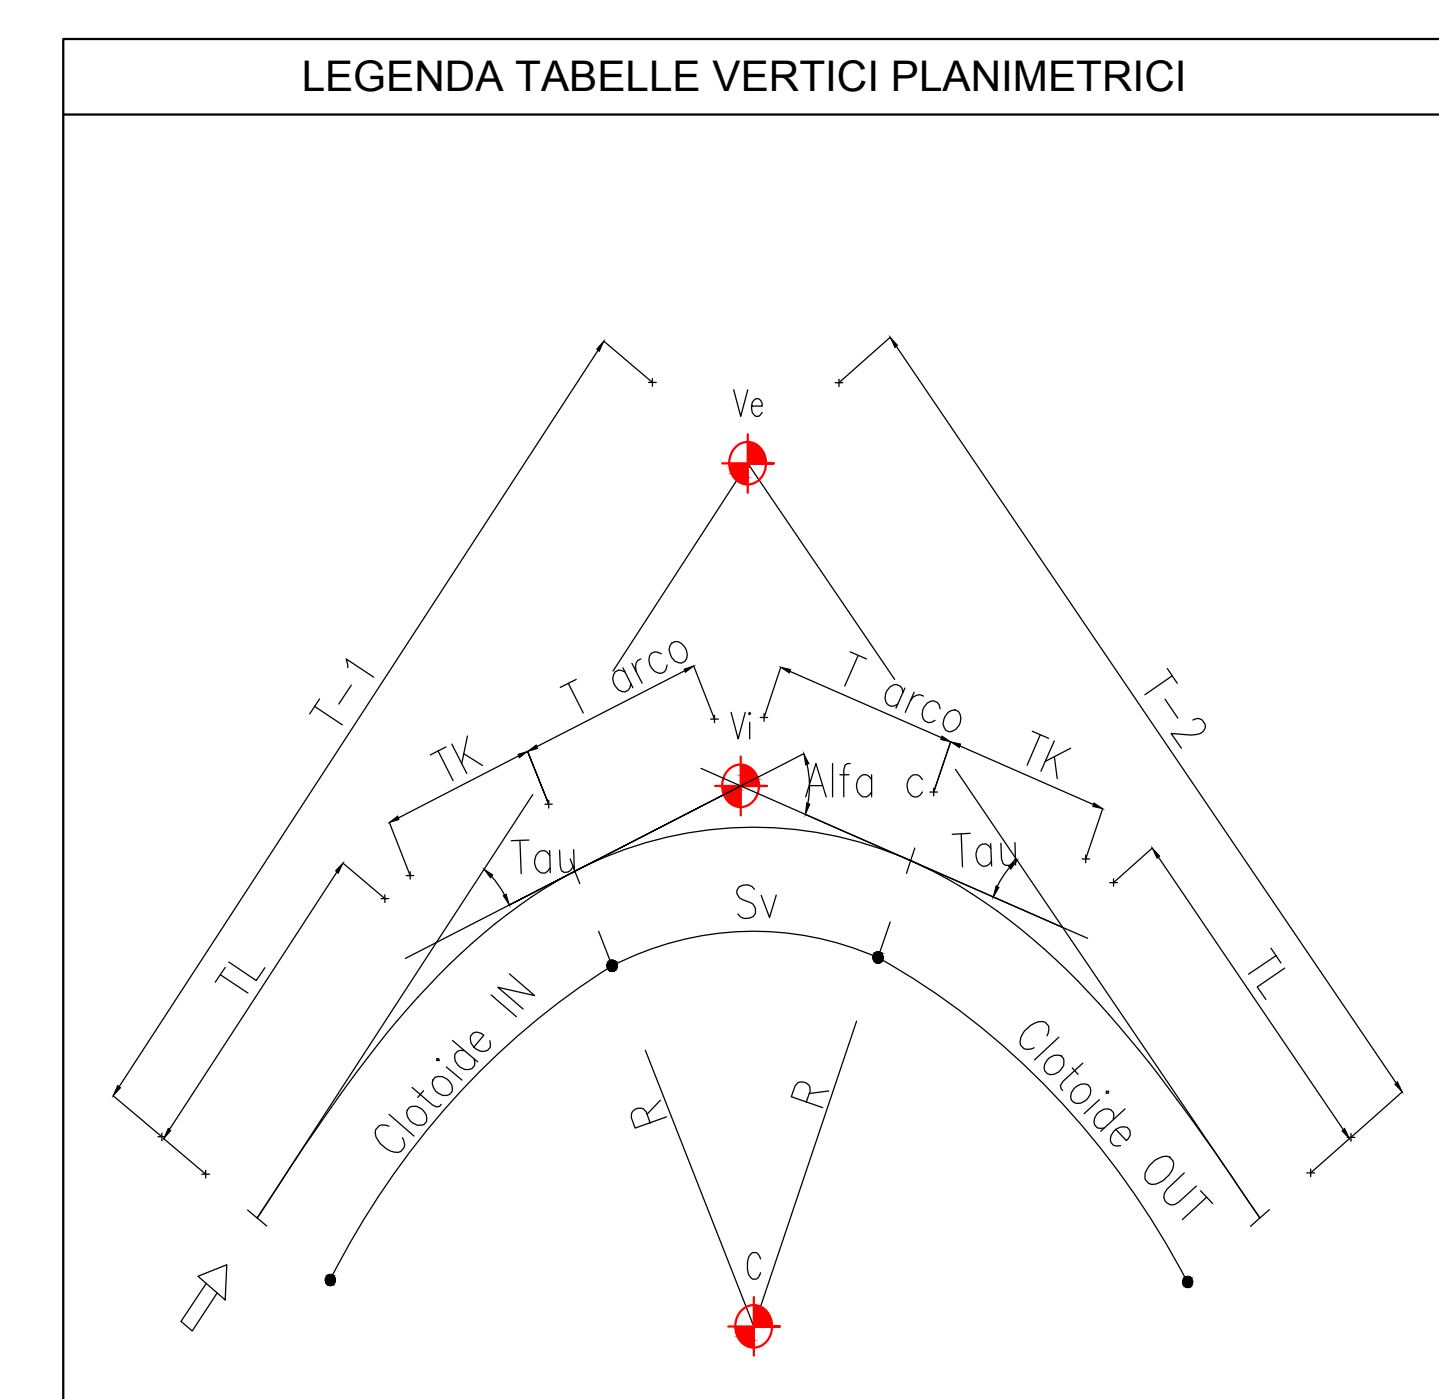 LEGENDA TABELLE VERTICI PLANIMETRICI
Ve
T-1
T-2
T arco
T arco
Vi
TK
TK
Alfa c
Tau
Tau
Sv
TL
TL
Clotoide IN
Clotoide OUT
R
R
C